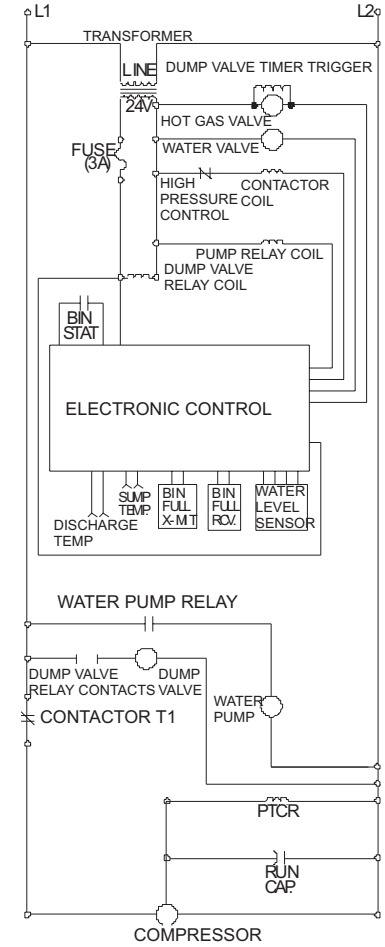 L1
L2
TRANSFORMER
LINE
DUMP VALVE TIMER TRIGGER
24V
HOT GAS VALVE
FUSE
(3A)
WATER VALVE
HIGH
PRESSURE
CONTROL
CONTACTOR
COIL
PUMP RELAY COIL
DUMP VALVE
RELAY COIL
BIN
STAT
ELECTRONIC CONTROL
DISCHARGE
TEMP
SUMP
TEMP.
BIN
FULL
X-MIT
BIN
FULL
RCV.
WATER
LEVEL
SENSOR
WATER PUMP RELAY
DUMP VALVE
RELAY CONTACTS
DUMP
VALVE
CONTACTOR T1
WATER
PUMP
PTCR
RUN
CAP.
COMPRESSOR